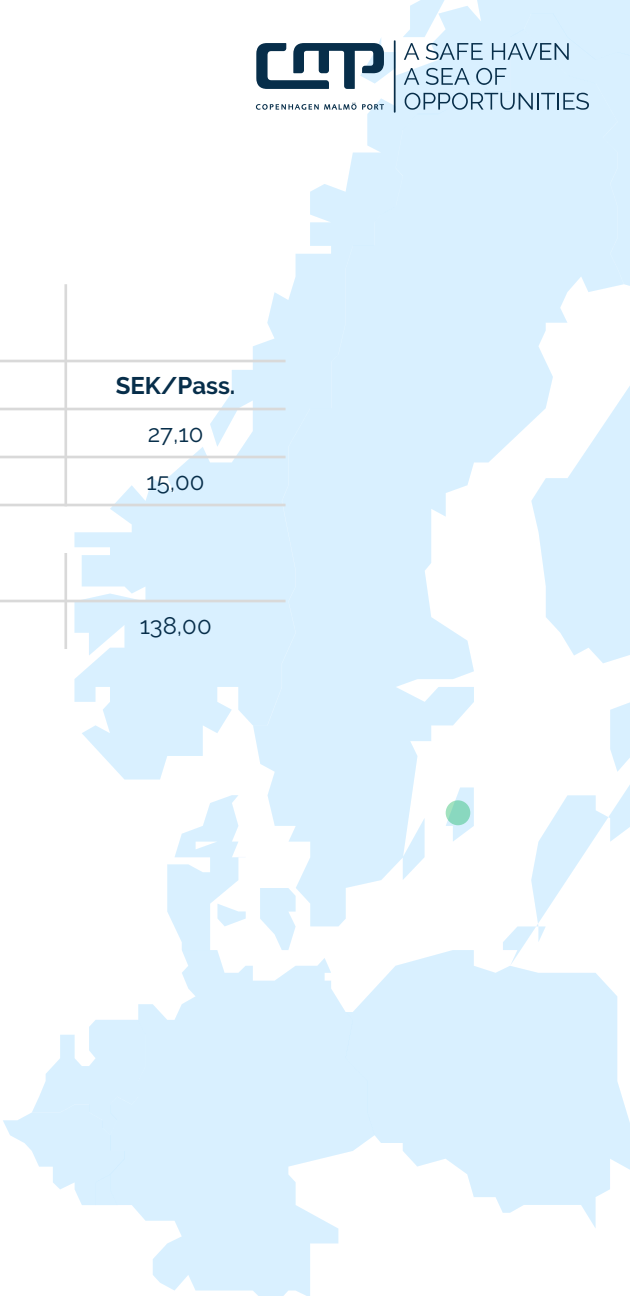 cmp
COPENHAGEN MALMÖ PORT
A SAFE HAVEN
A SEA OF
OPPORTUNITIES
SEK/Pass.
27,10
15,00
138,00